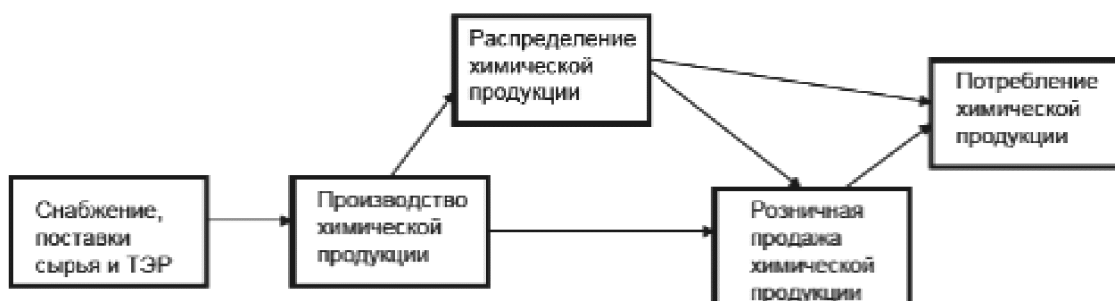 Распределение
химической
продукции
Потребление
химической
продукции
Снабжение,
поставки
сырья и ТЭР
Производство
химической
продукции
Розничная
продажа
химической
продукции